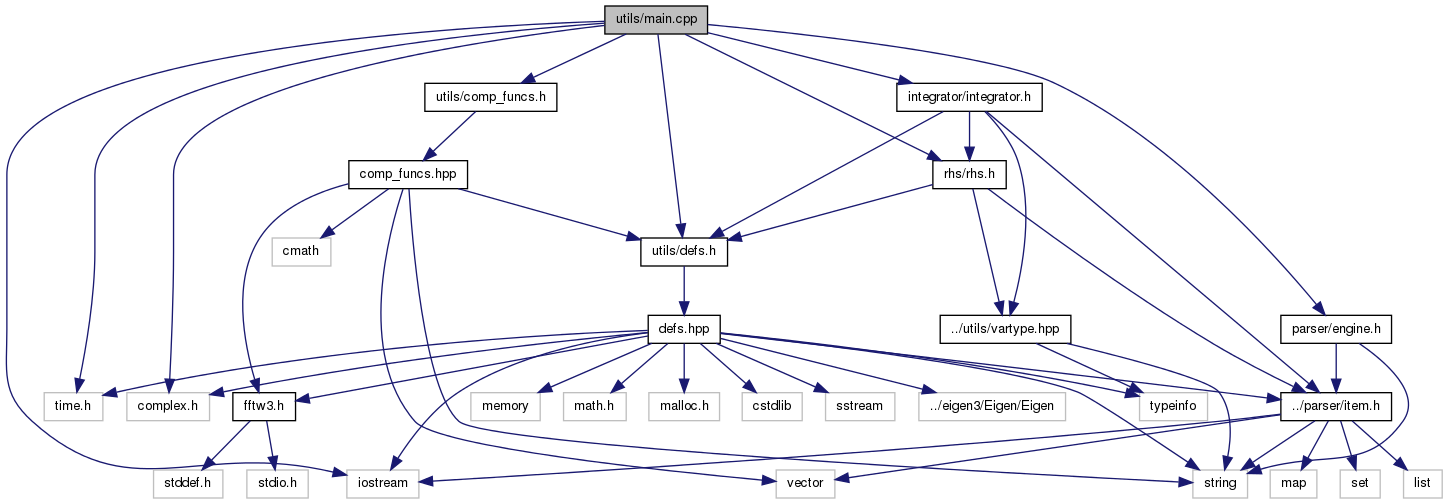 utils/main.cpp
utils/comp_funcs.h
integrator/integrator.h
comp_funcs.hpp
rhs/rhs.h
cmath
utils/defs.h
defs.hpp
../utils/vartype.hpp
parser/engine.h
time.h
complex.h
fftw3.h
memory
math.h
malloc.h
cstdlib
sstream
../eigen3/Eigen/Eigen
typeinfo
../parser/item.h
stddef.h
stdio.h
iostream
vector
string
map
set
list